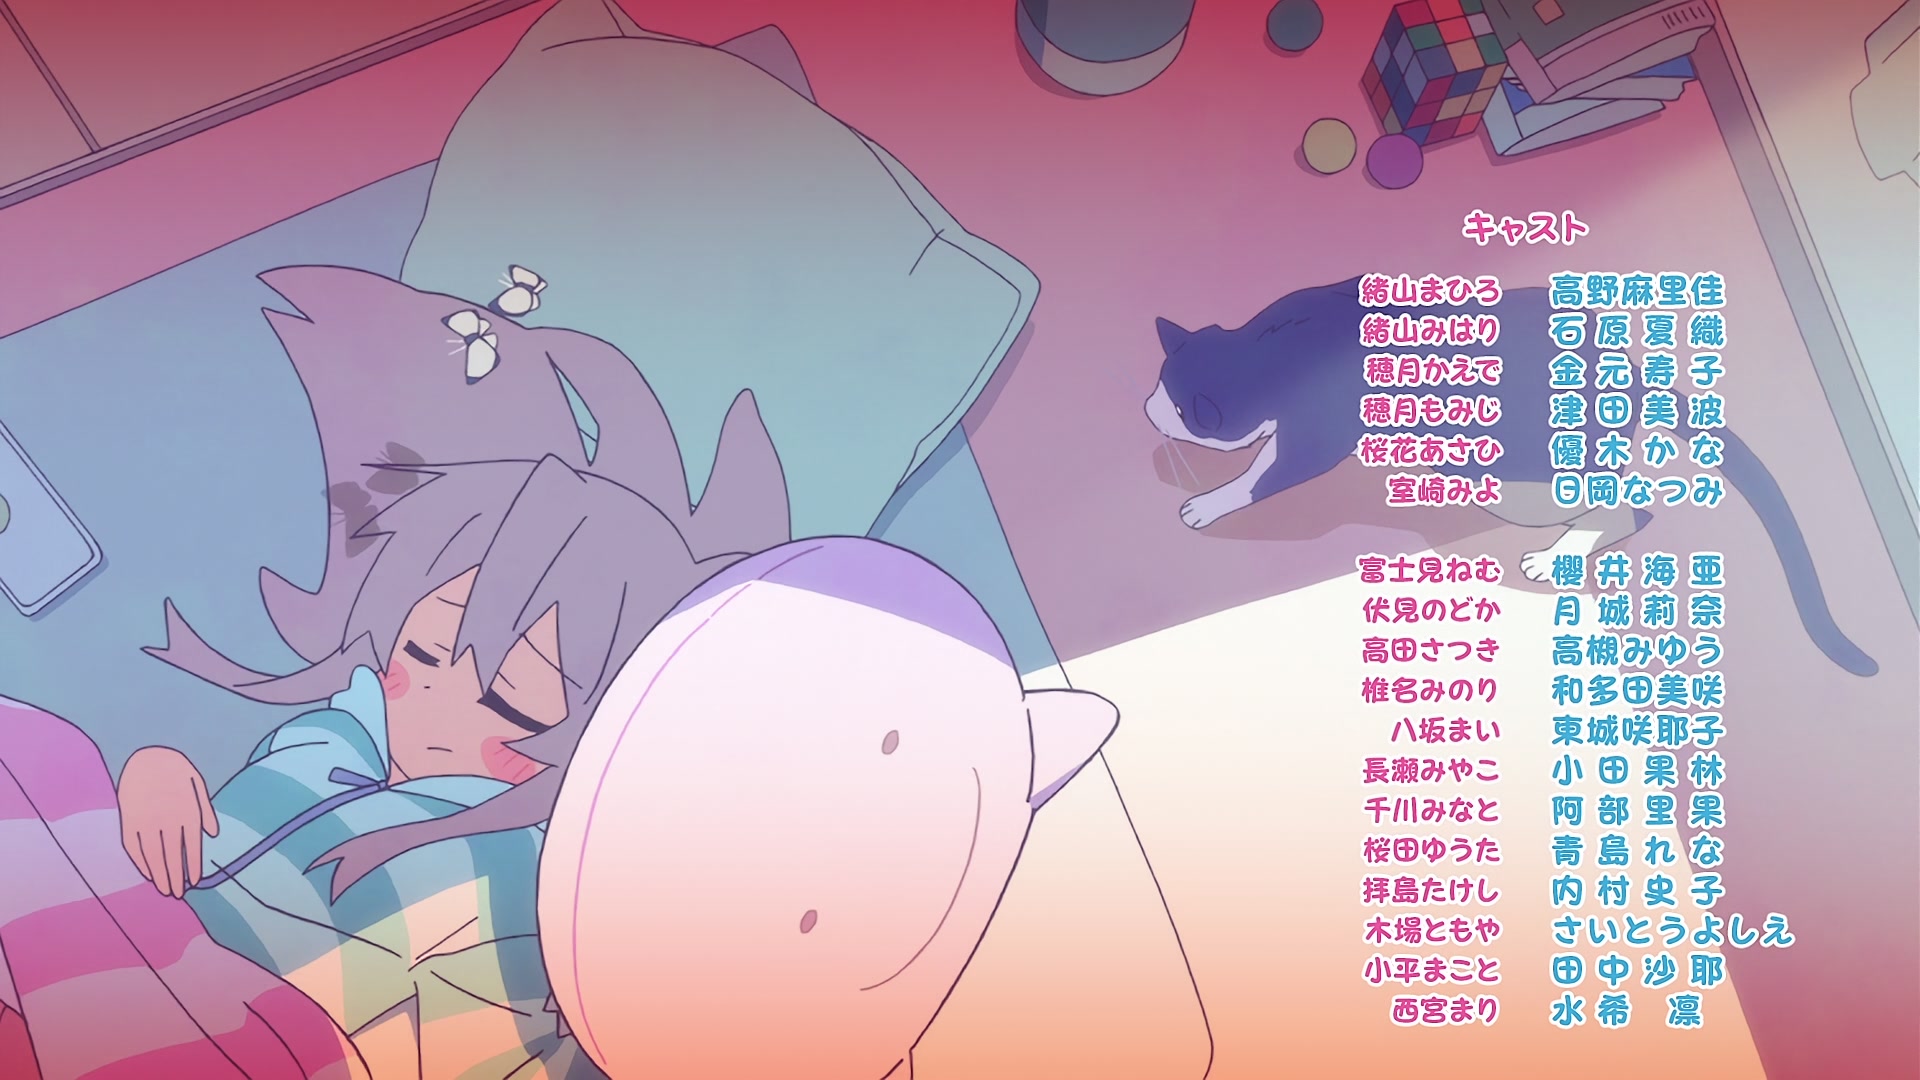 キャスト
緒山まひろ 高野麻里佳
緒山みはり 石原夏織
穂月かえで 金元寿子
穂月もみじ 津田美波
桜花あさひ 優木かな
室崎みよ 日岡なつみ
富士見ねむ 櫻井海亜
伏見のどか 月城莉奈
高田さつき 高槻みゆう
椎名みのり 和多田美咲
八坂まい 東城咲耶子
長瀬みやこ 小田果林
千川みなと 阿部里果
桜田ゆうた 青島れな
拝島たけし 内村史子
木場ともや さいとうよしえ
小平まこと 田中沙耶
西宮まり 水希凛